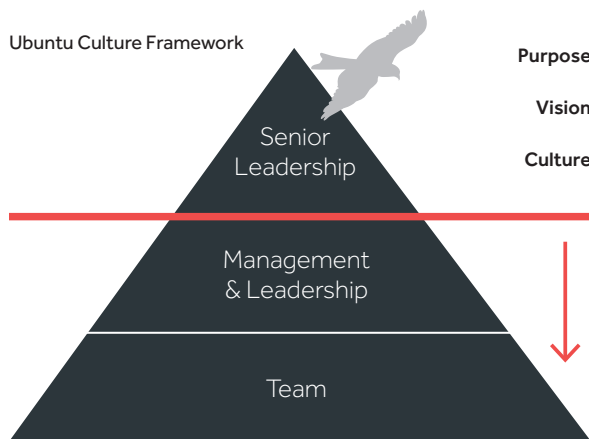 Ubuntu Culture Framework
Purpose
Vision
Culture
Senior
Leadership
Management
& Leadership
Team